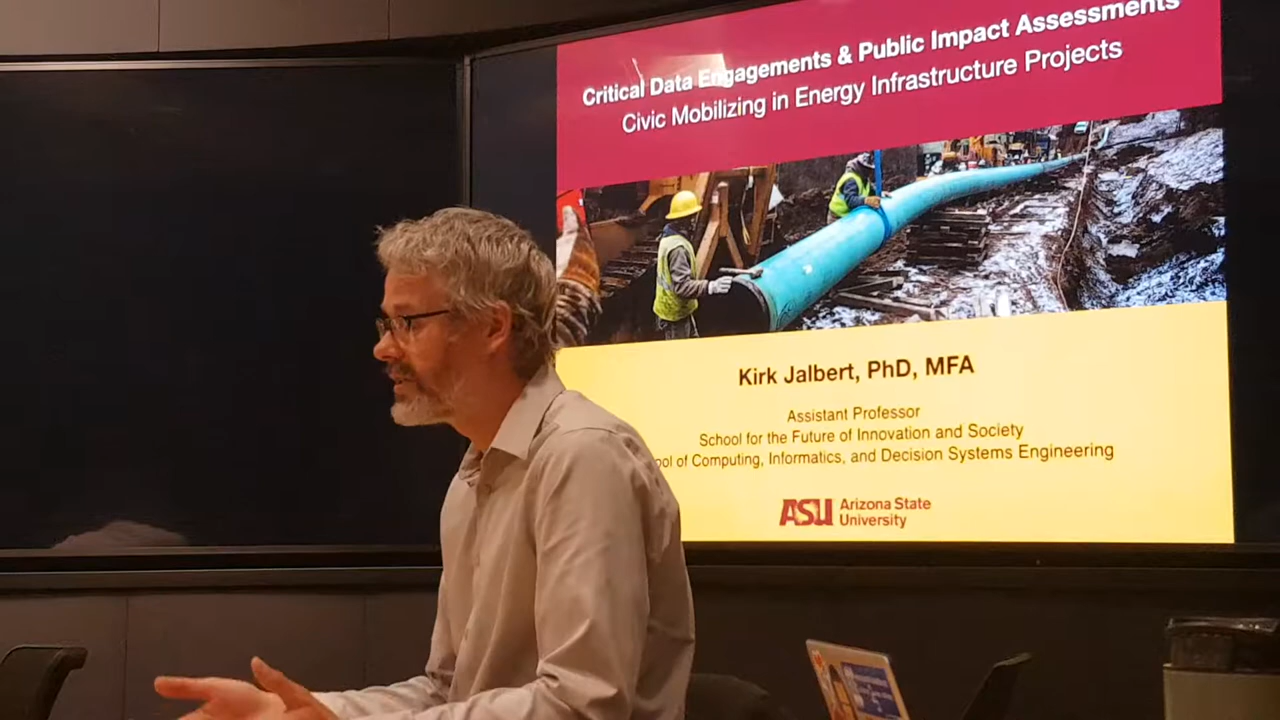 Critical Data Engagements & Public Impact Assessments
Civic Mobilizing in Energy Infrastructure Projects
Kirk Jalbert, PhD, MFA
Assistant Professor
School for the Future of Innovation and Society
of Computing, Informatics, and Decision Systems Engineering
ASU Arizona State
University